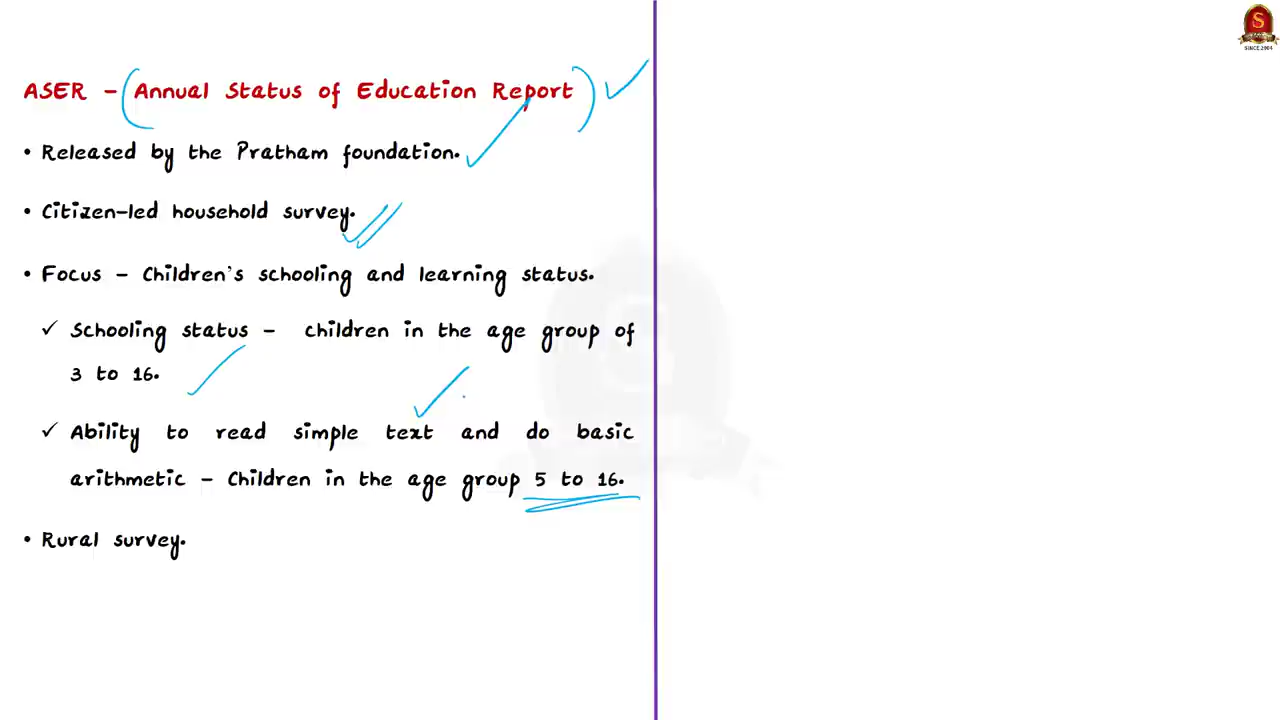 ASER - (Annual Status of Education Report)
• Released by the Pratham foundation.
• Citizen-led household survey.
• Focus - Children's schooling and learning status.
✓ Schooling status - children in the age group of
3 to 16.
✓ Ability to read simple text and do basic
arithmetic - Children in the age group 5 to 16.
• Rural survey.
S
SINCE 2004